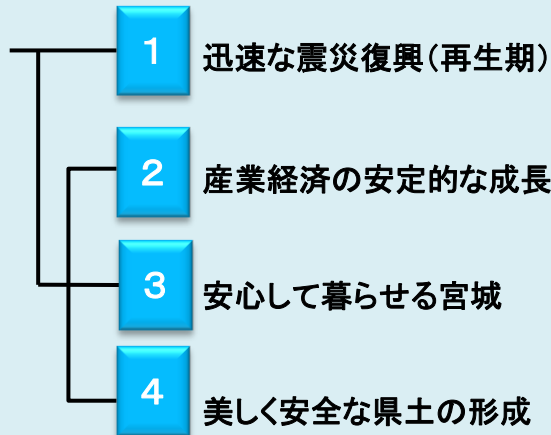 1 迅速な震災復興（再生期）
2 産業経済の安定的な成長
3 安心して暮らせる宮城
4 美しく安全な県土の形成